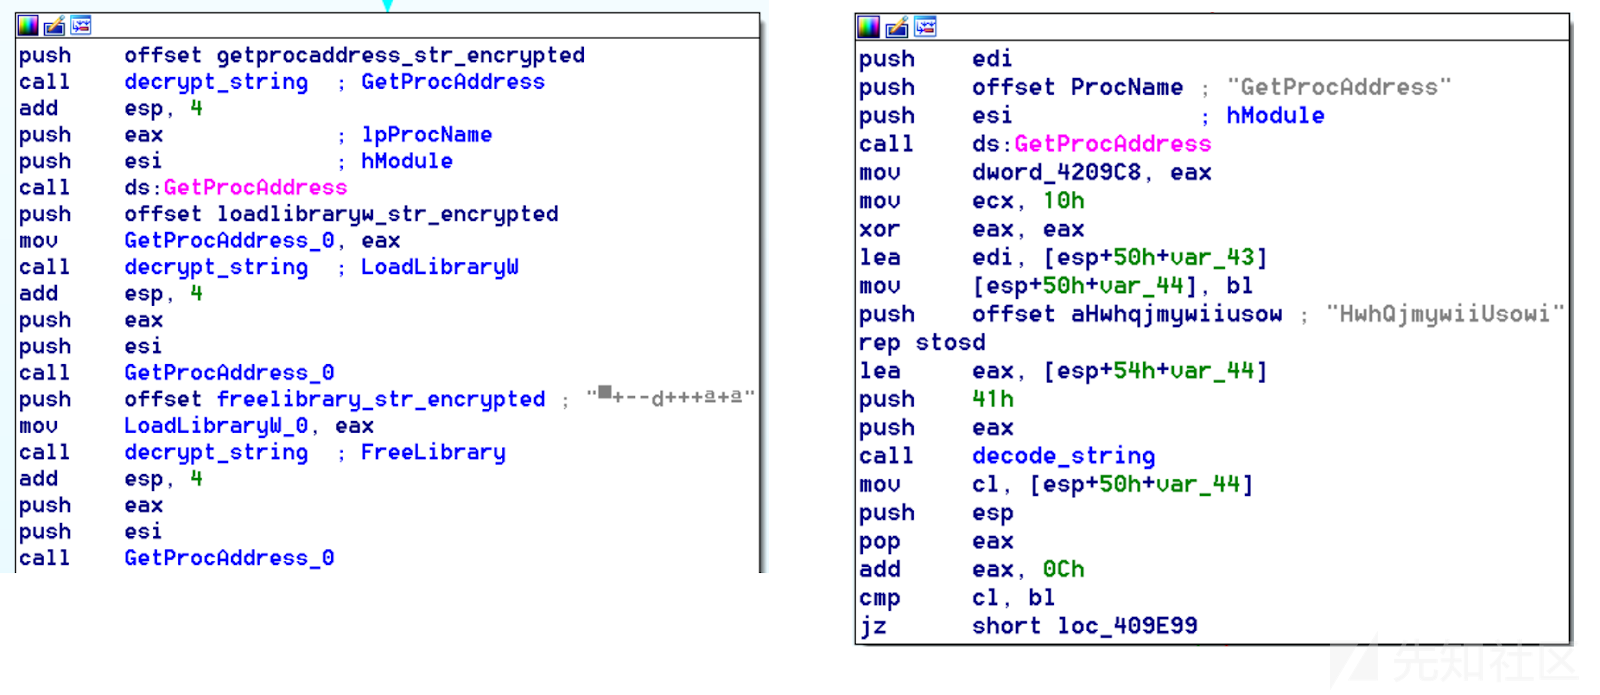 push offset getprocaddress_str_encrypted
call decrypt_string ; GetProcAddress
add esp, 4
push eax ; lpProcName
push esi ; hModule
call ds:GetProcAddress
push offset loadlibraryw_str_encrypted
mov GetProcAddress_0, eax
call decrypt_string ; LoadLibraryW
add esp, 4
push eax
push esi
call GetProcAddress_0
push offset freelibrary_str_encrypted ; "■+--d+++ª+ª"
mov LoadLibraryW_0, eax
call decrypt_string ; FreeLibrary
add esp, 4
push eax
push esi
call GetProcAddress_0
push edi
push offset ProcName ; "GetProcAddress"
push esi ; hModule
call ds:GetProcAddress
mov dword_4209C8, eax
mov ecx, 10h
xor eax, eax
lea edi, [esp+50h+var_43]
mov [esp+50h+var_44], bl
push offset aHwhqjmywiiusow ; "HwhQjmywiiUsowi"
rep stosd
lea eax, [esp+54h+var_44]
push 41h
push eax
call decode_string
mov cl, [esp+50h+var_44]
push esp
pop eax
add eax, 0Ch
cmp cl, bl
jz short loc_409E99
先知社区